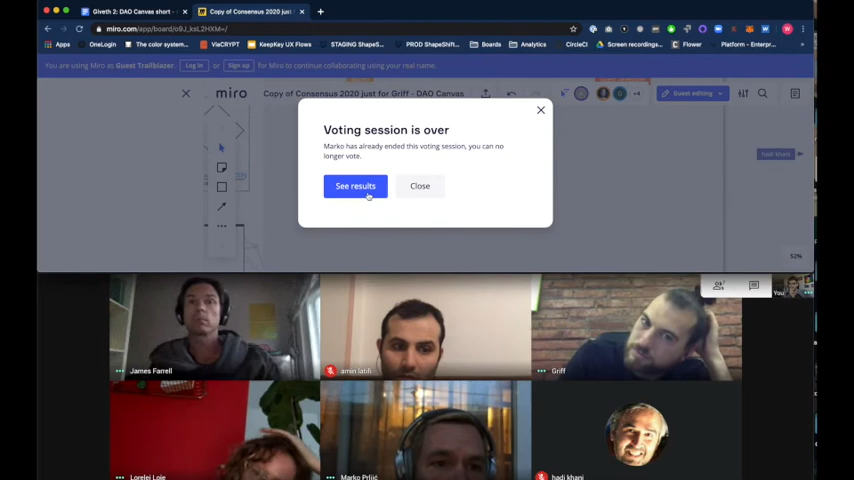 Giveth 2: DAO Canvas short -
Copy of Consensus 2020 just
miro.com/app/board/o9J_ksL2HXM=/
Apps OneLogin The color system... ViaCRYPT KeepKey UX Flows STAGING ShapeS... PROD ShapeShift... Boards Analytics CircleCI Screen recordings... Flower Platform - Enterpr...
You are using Miro as Guest Trailblazer. Log in or Sign up for Miro to continue collaborating using your real name.
miro Copy of Consensus 2020 just for Griff - DAO Canvas +4 Guest editing
Voting session is over
Marko has already ended this voting session, you can
no longer vote.
See results Close
hadi khani
52%
You
James Farrell
amin latifi
Griff
Lorelei Loie
Marko Prljić
hadi khani